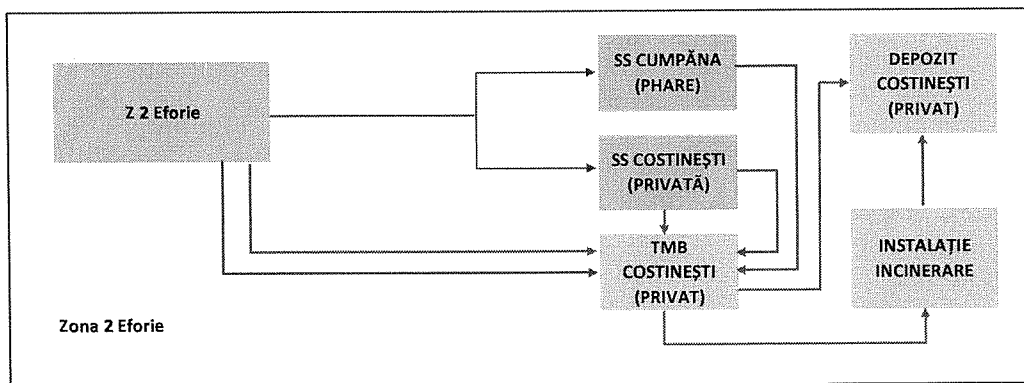 Z 2 Eforie
SS CUMPĂNA
(PHARE)
DEPOZIT
COSTINEȘTI
(PRIVAT)
SS COSTINEȘTI
(PRIVATĂ)
TMB
COSTINEȘTI
(PRIVAT)
INSTALAȚIE
INCINERARE
Zona 2 Eforie